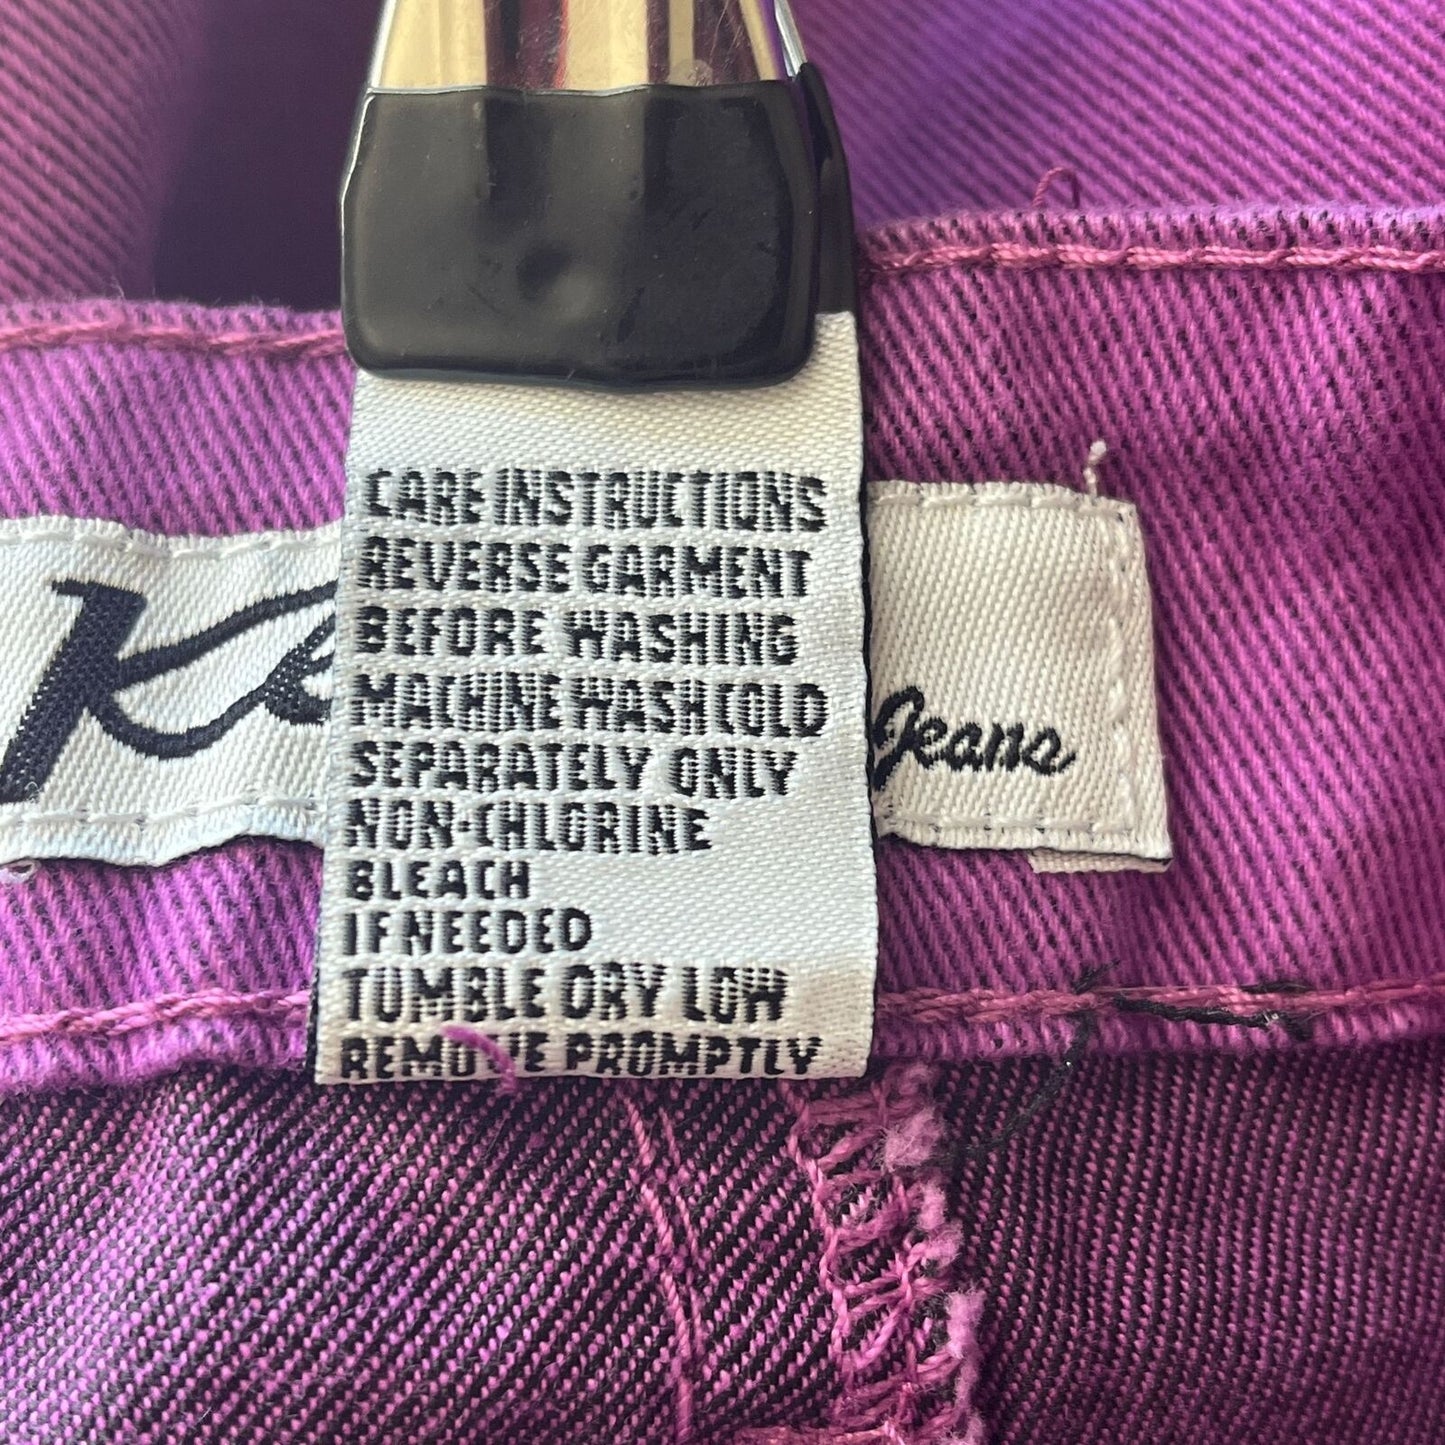 CARE INSTRUCTIONS
REVERSE GARMENT
BEFORE WASHING
MACHINE WASH COLD
SEPARATELY ONLY
NON-CHLORINE
BLEACH
IF NEEDED
TUMBLE DRY LOW
REMOVE PROMPTLY
Jeans